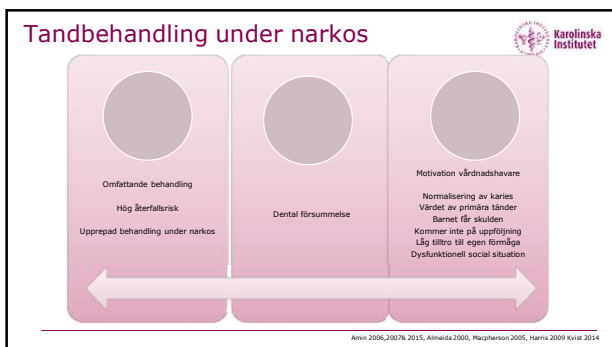 Tandbehandling under narkos
Karolinska
Institutet
Omfattande behandling
Hög återfallsrisk
Upprepad behandling under narkos
Dental försummelse
Motivation vårdnadshavare
Normalisering av karies
Värdet av primära tänder
Barnet får skulden
Kommer inte på uppföljning
Låg tilltro till egen förmåga
Dysfunktionell social situation
Amin 2006,2007& 2015, Almeida 2000, Macpherson 2005, Harris 2009 Kvist 2014